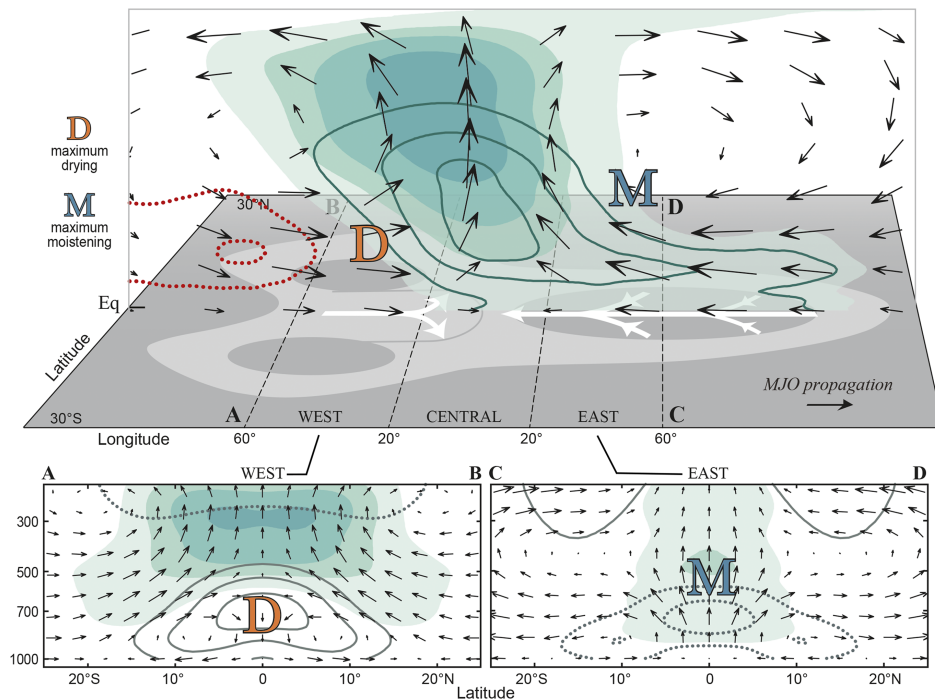 D
maximum
drying
M
maximum
moistening
30°N
B
D
M
D
Eq
Latitude
MJO propagation
30°S
A
WEST
CENTRAL
EAST
C
Longitude
60°
20°
20°
60°
A
WEST
B
C
EAST
D
300
500
700
1000
D
M
20°S
10°S
0
10°N
20°N
20°S
10°S
0
10°N
20°N
Latitude